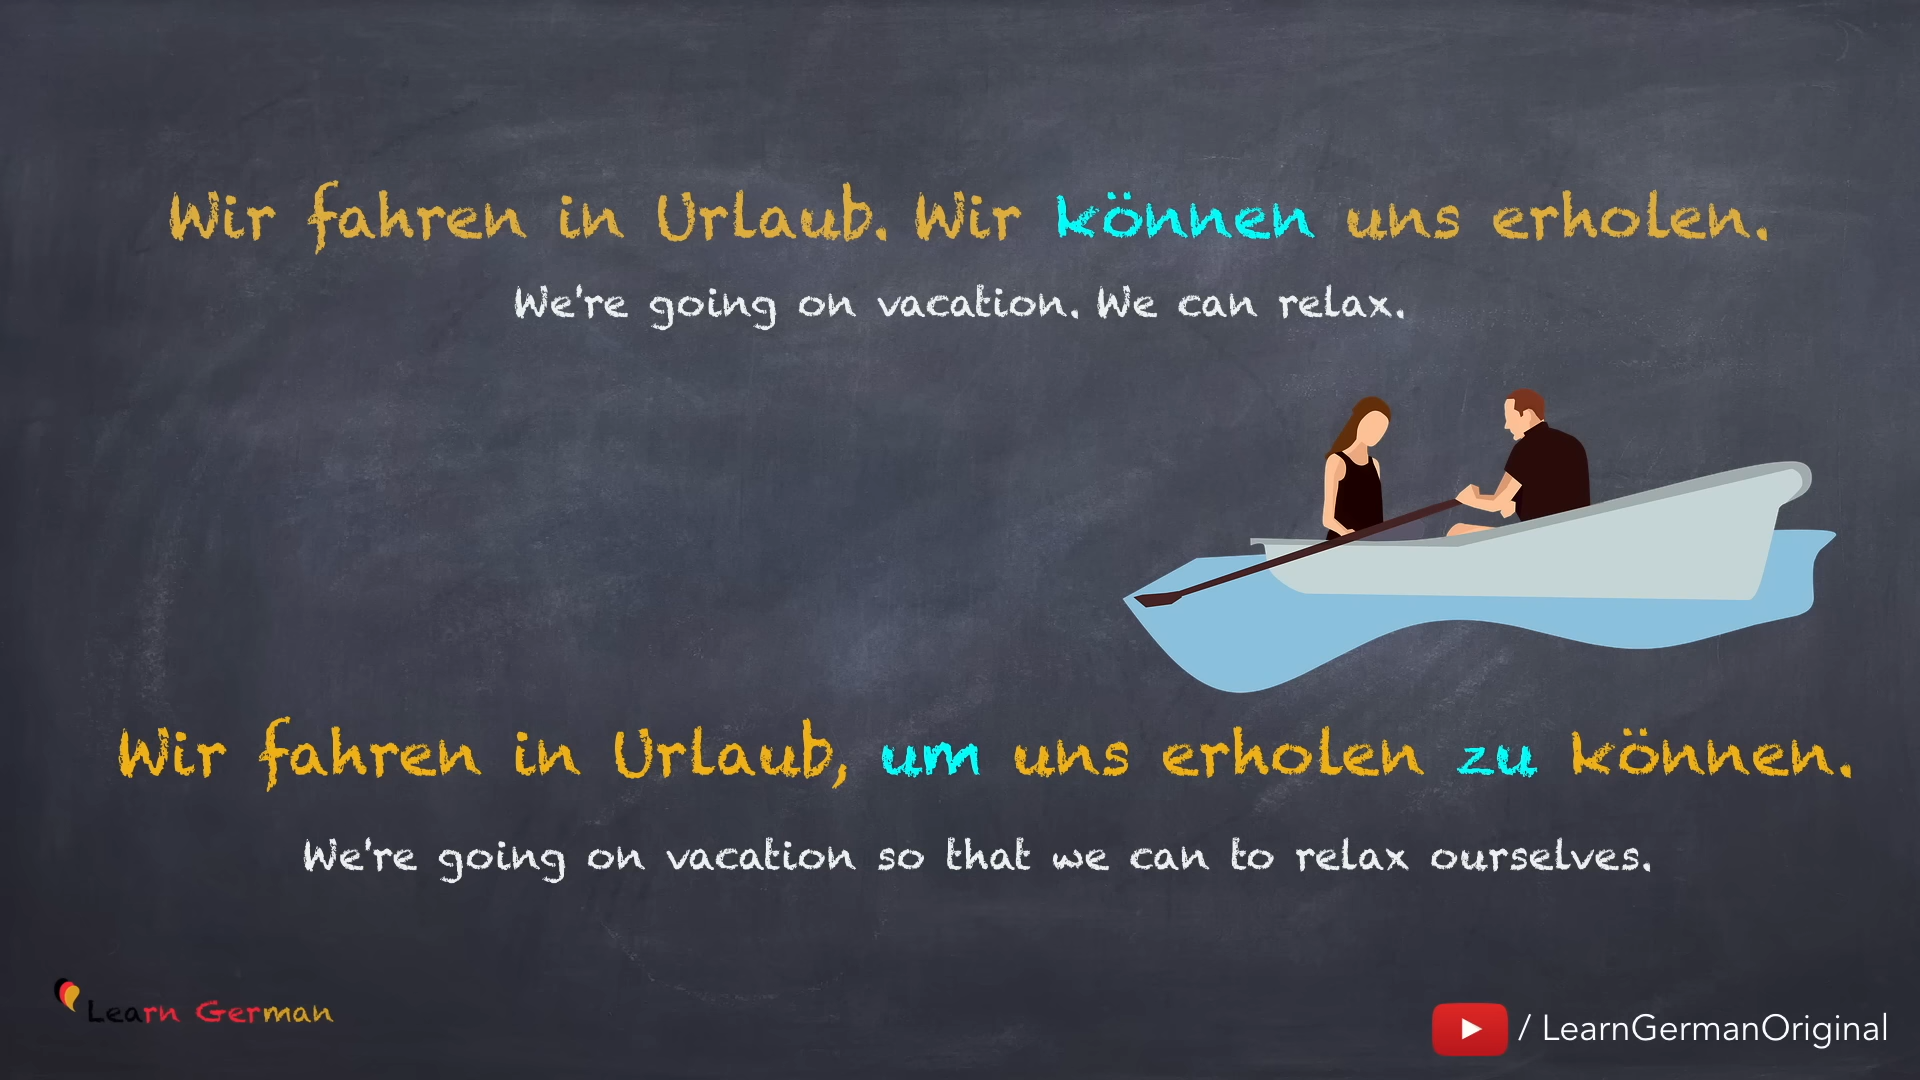 Wir fahren in Urlaub. Wir können uns erholen.
We're going on vacation. We can relax.
Wir fahren in Urlaub, um uns erholen zu können.
We're going on vacation so that we can to relax ourselves.
Learn German
/ LearnGermanOriginal